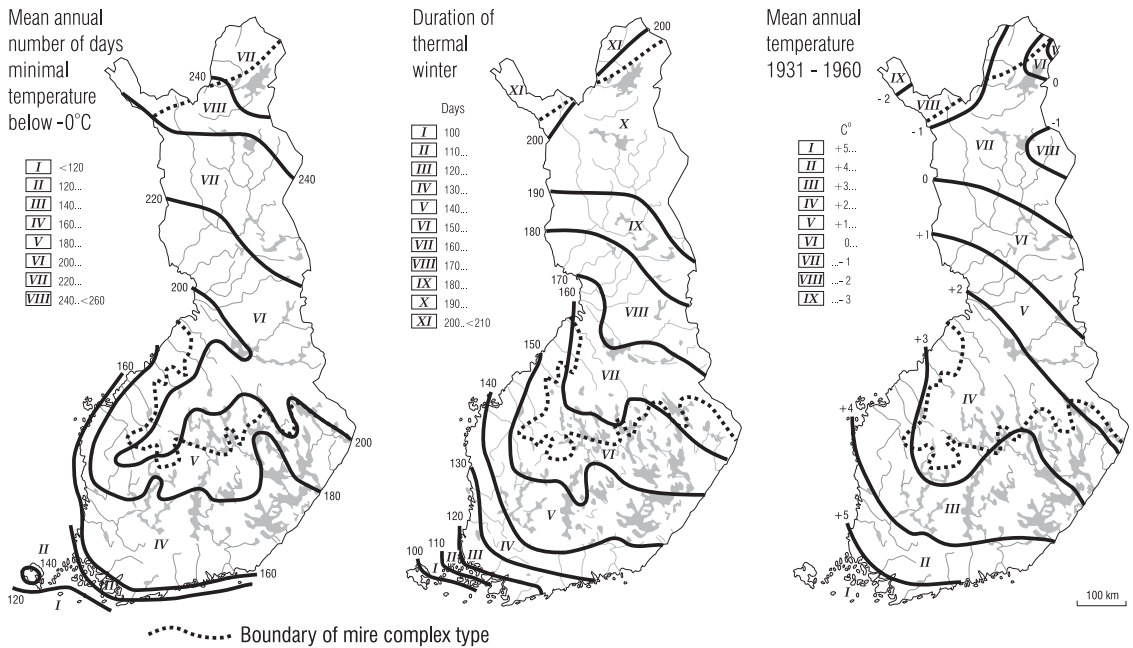 Mean annual
number of days
minimal
temperature
below -0°C
I <120
II 120...
III 140...
IV 160...
V 180...
VI 200...
VII 220...
VIII 240..<260
VII
240
VIII
VII
240
220
200
VI
160
200
V
180
IV
II
140
III
160
120
I
Duration of
thermal
winter
Days
I 100
II 110...
III 120...
IV 130...
V 140...
VI 150...
VII 160...
VIII 170...
IX 180...
X 190...
XI 200..<210
200
XI
XI
200
X
190
IX
180
170
160
VIII
150
VII
140
VI
130
V
120
110
II
III
IV
100
I
Mean annual
temperature
1931 - 1960
C°
I +5...
II +4...
III +3...
IV +2...
V +1...
VI 0...
VII ...-1
VIII ...-2
IX ...-3
V
VI
IX
0
-2
VIII
-1
-1
VII
VIII
0
+1
VI
+2
V
+3
IV
+4
III
+5
II
I
100 km
Boundary of mire complex type